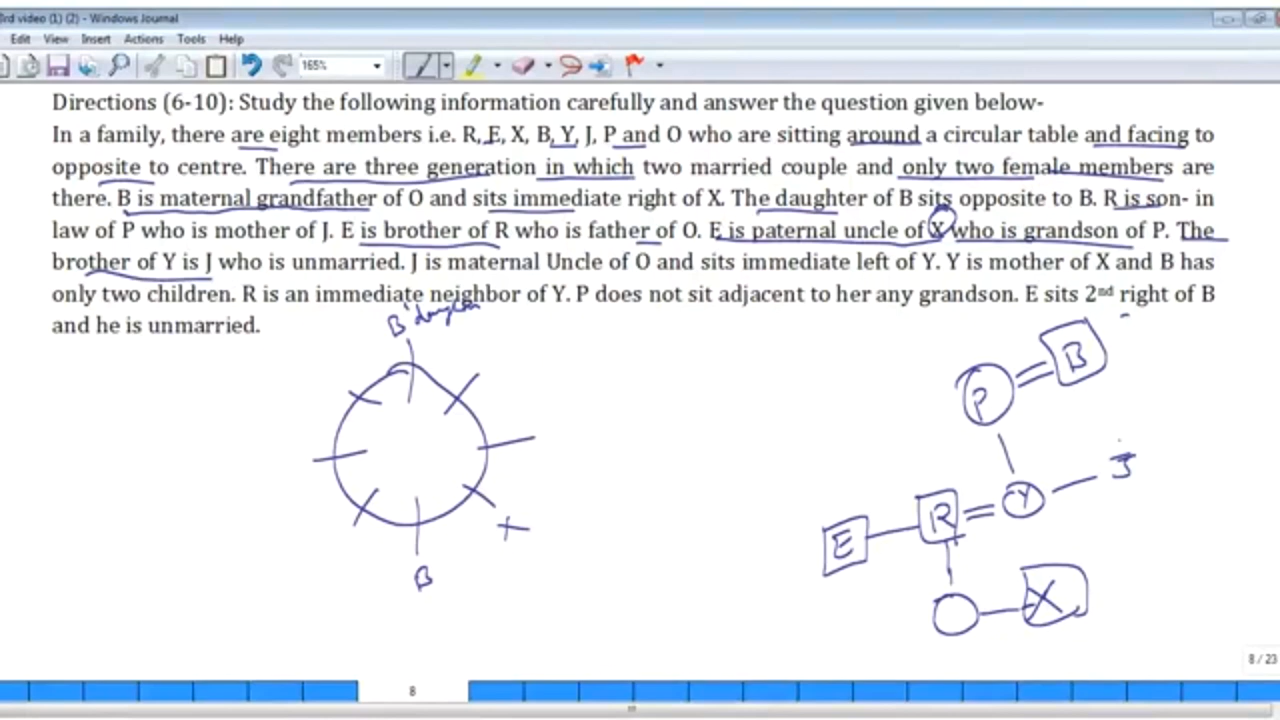 3rd video (1) (2) - Windows Journal
Edit View Insert Actions Tools Help
165%
Directions (6-10): Study the following information carefully and answer the question given below-
In a family, there are eight members i.e. R, E, X, B, Y, J, P and O who are sitting around a circular table and facing to
opposite to centre. There are three generation in which two married couple and only two female members are
there. B is maternal grandfather of O and sits immediate right of X. The daughter of B sits opposite to B. R is son- in
law of P who is mother of J. E is brother of R who is father of O. E is paternal uncle of X who is grandson of P. The
brother of Y is J who is unmarried. J is maternal Uncle of O and sits immediate left of Y. Y is mother of X and B has
only two children. R is an immediate neighbor of Y. P does not sit adjacent to her any grandson. E sits 2nd right of B
and he is unmarried.
B' daughter
X
B
P = B
E R = Y J
O X
8 / 23
8